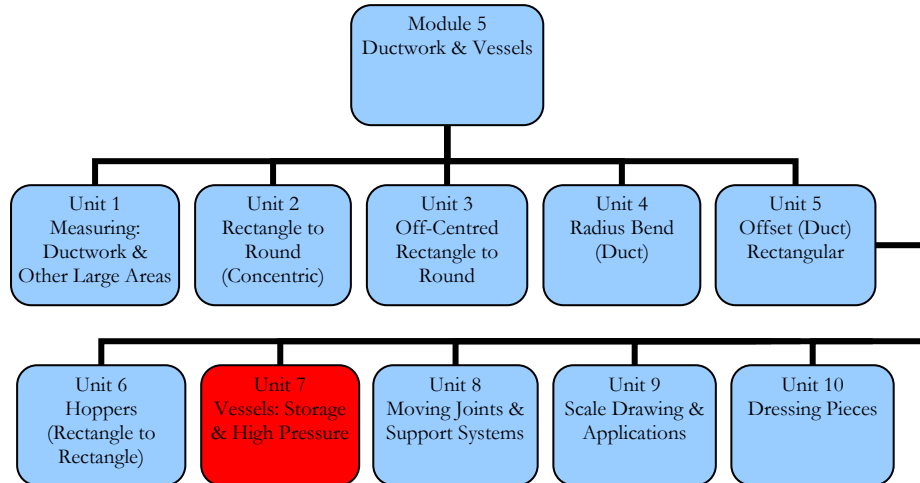 Module 5
Ductwork & Vessels
Unit 1
Measuring:
Ductwork &
Other Large Areas
Unit 2
Rectangle to
Round
(Concentric)
Unit 3
Off-Centred
Rectangle to
Round
Unit 4
Radius Bend
(Duct)
Unit 5
Offset (Duct)
Rectangular
Unit 6
Hoppers
(Rectangle to
Rectangle)
Unit 7
Vessels: Storage
& High Pressure
Unit 8
Moving Joints &
Support Systems
Unit 9
Scale Drawing &
Applications
Unit 10
Dressing Pieces